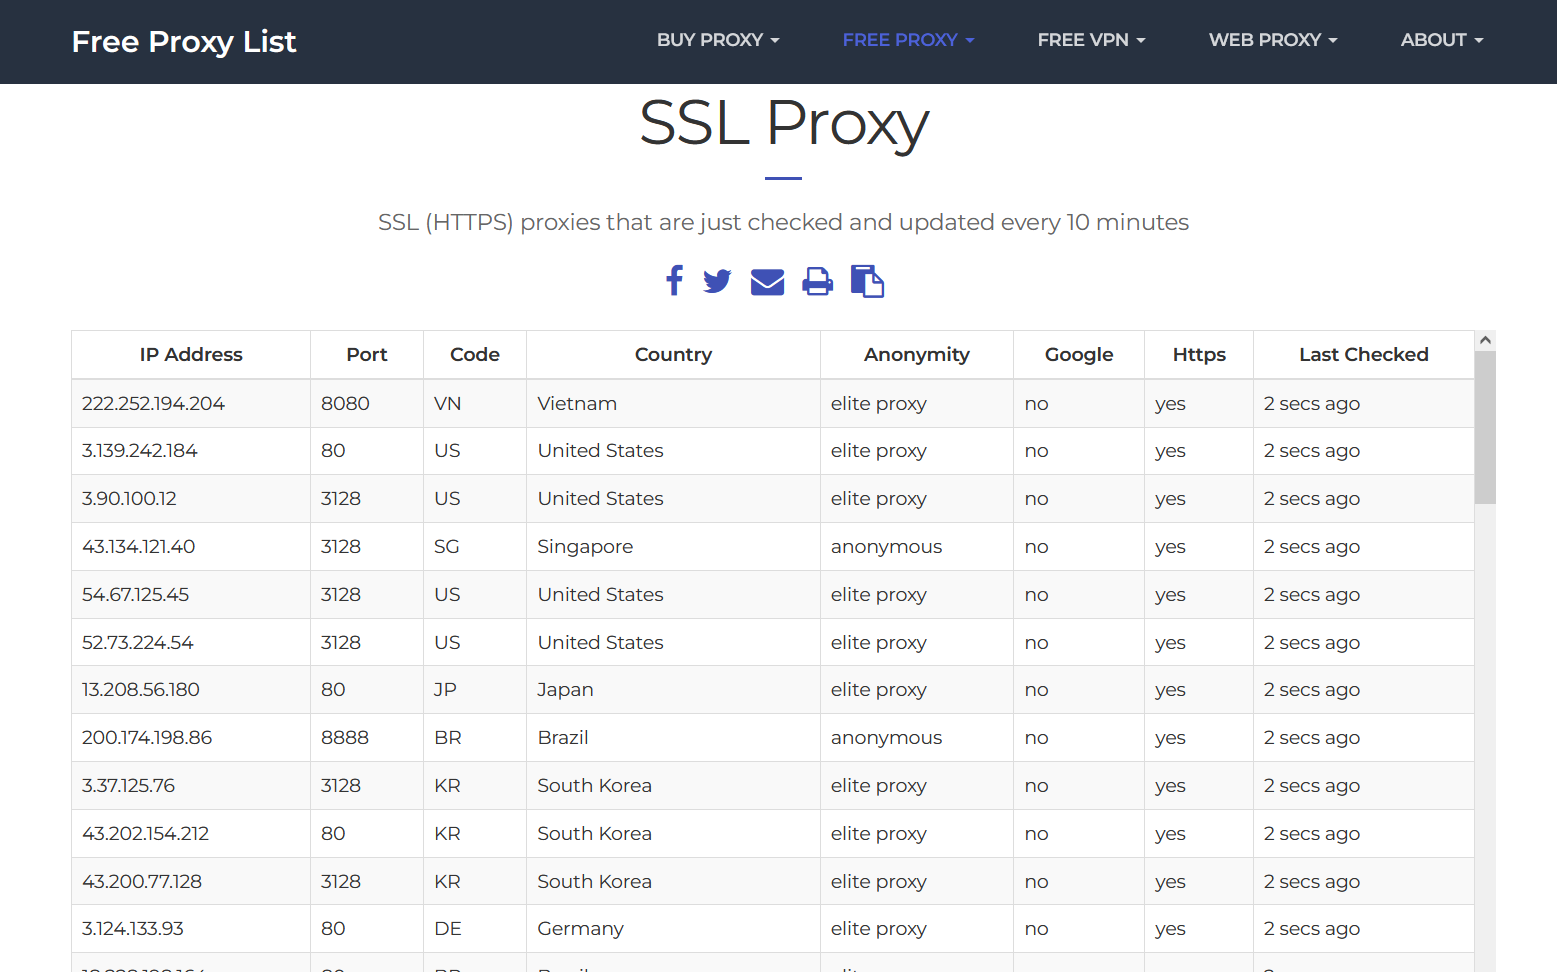 Free Proxy List
BUY PROXY FREE PROXY FREE VPN WEB PROXY ABOUT
SSL Proxy
SSL (HTTPS) proxies that are just checked and updated every 10 minutes
IP Address Port Code Country Anonymity Google Https Last Checked
222.252.194.204 8080 VN Vietnam elite proxy no yes 2 secs ago
3.139.242.184 80 US United States elite proxy no yes 2 secs ago
3.90.100.12 3128 US United States elite proxy no yes 2 secs ago
43.134.121.40 3128 SG Singapore anonymous no yes 2 secs ago
54.67.125.45 3128 US United States elite proxy no yes 2 secs ago
52.73.224.54 3128 US United States elite proxy no yes 2 secs ago
13.208.56.180 80 JP Japan elite proxy no yes 2 secs ago
200.174.198.86 8888 BR Brazil anonymous no yes 2 secs ago
3.37.125.76 3128 KR South Korea elite proxy no yes 2 secs ago
43.202.154.212 80 KR South Korea elite proxy no yes 2 secs ago
43.200.77.128 3128 KR South Korea elite proxy no yes 2 secs ago
3.124.133.93 80 DE Germany elite proxy no yes 2 secs ago